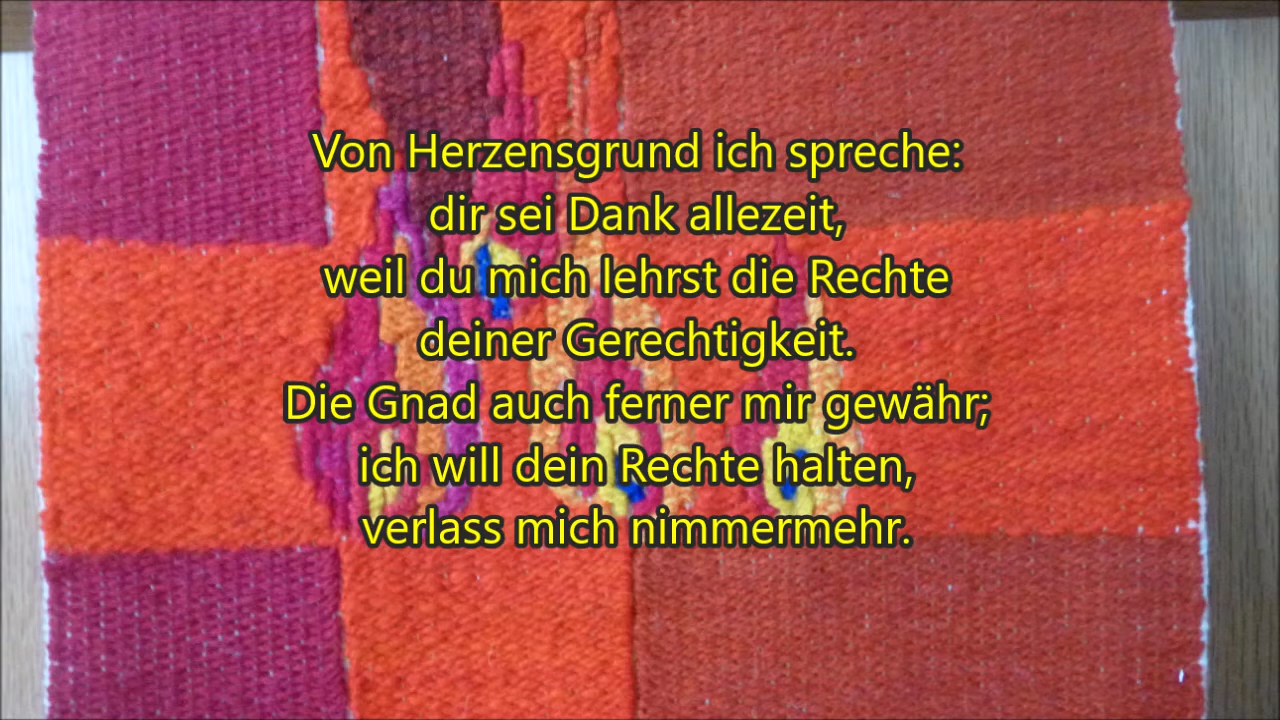 Von Herzensgrund ich spreche:
dir sei Dank allezeit,
weil du mich lehrst die Rechte
deiner Gerechtigkeit.
Die Gnad auch ferner mir gewähr;
ich will dein Rechte halten,
verlass mich nimmermehr.